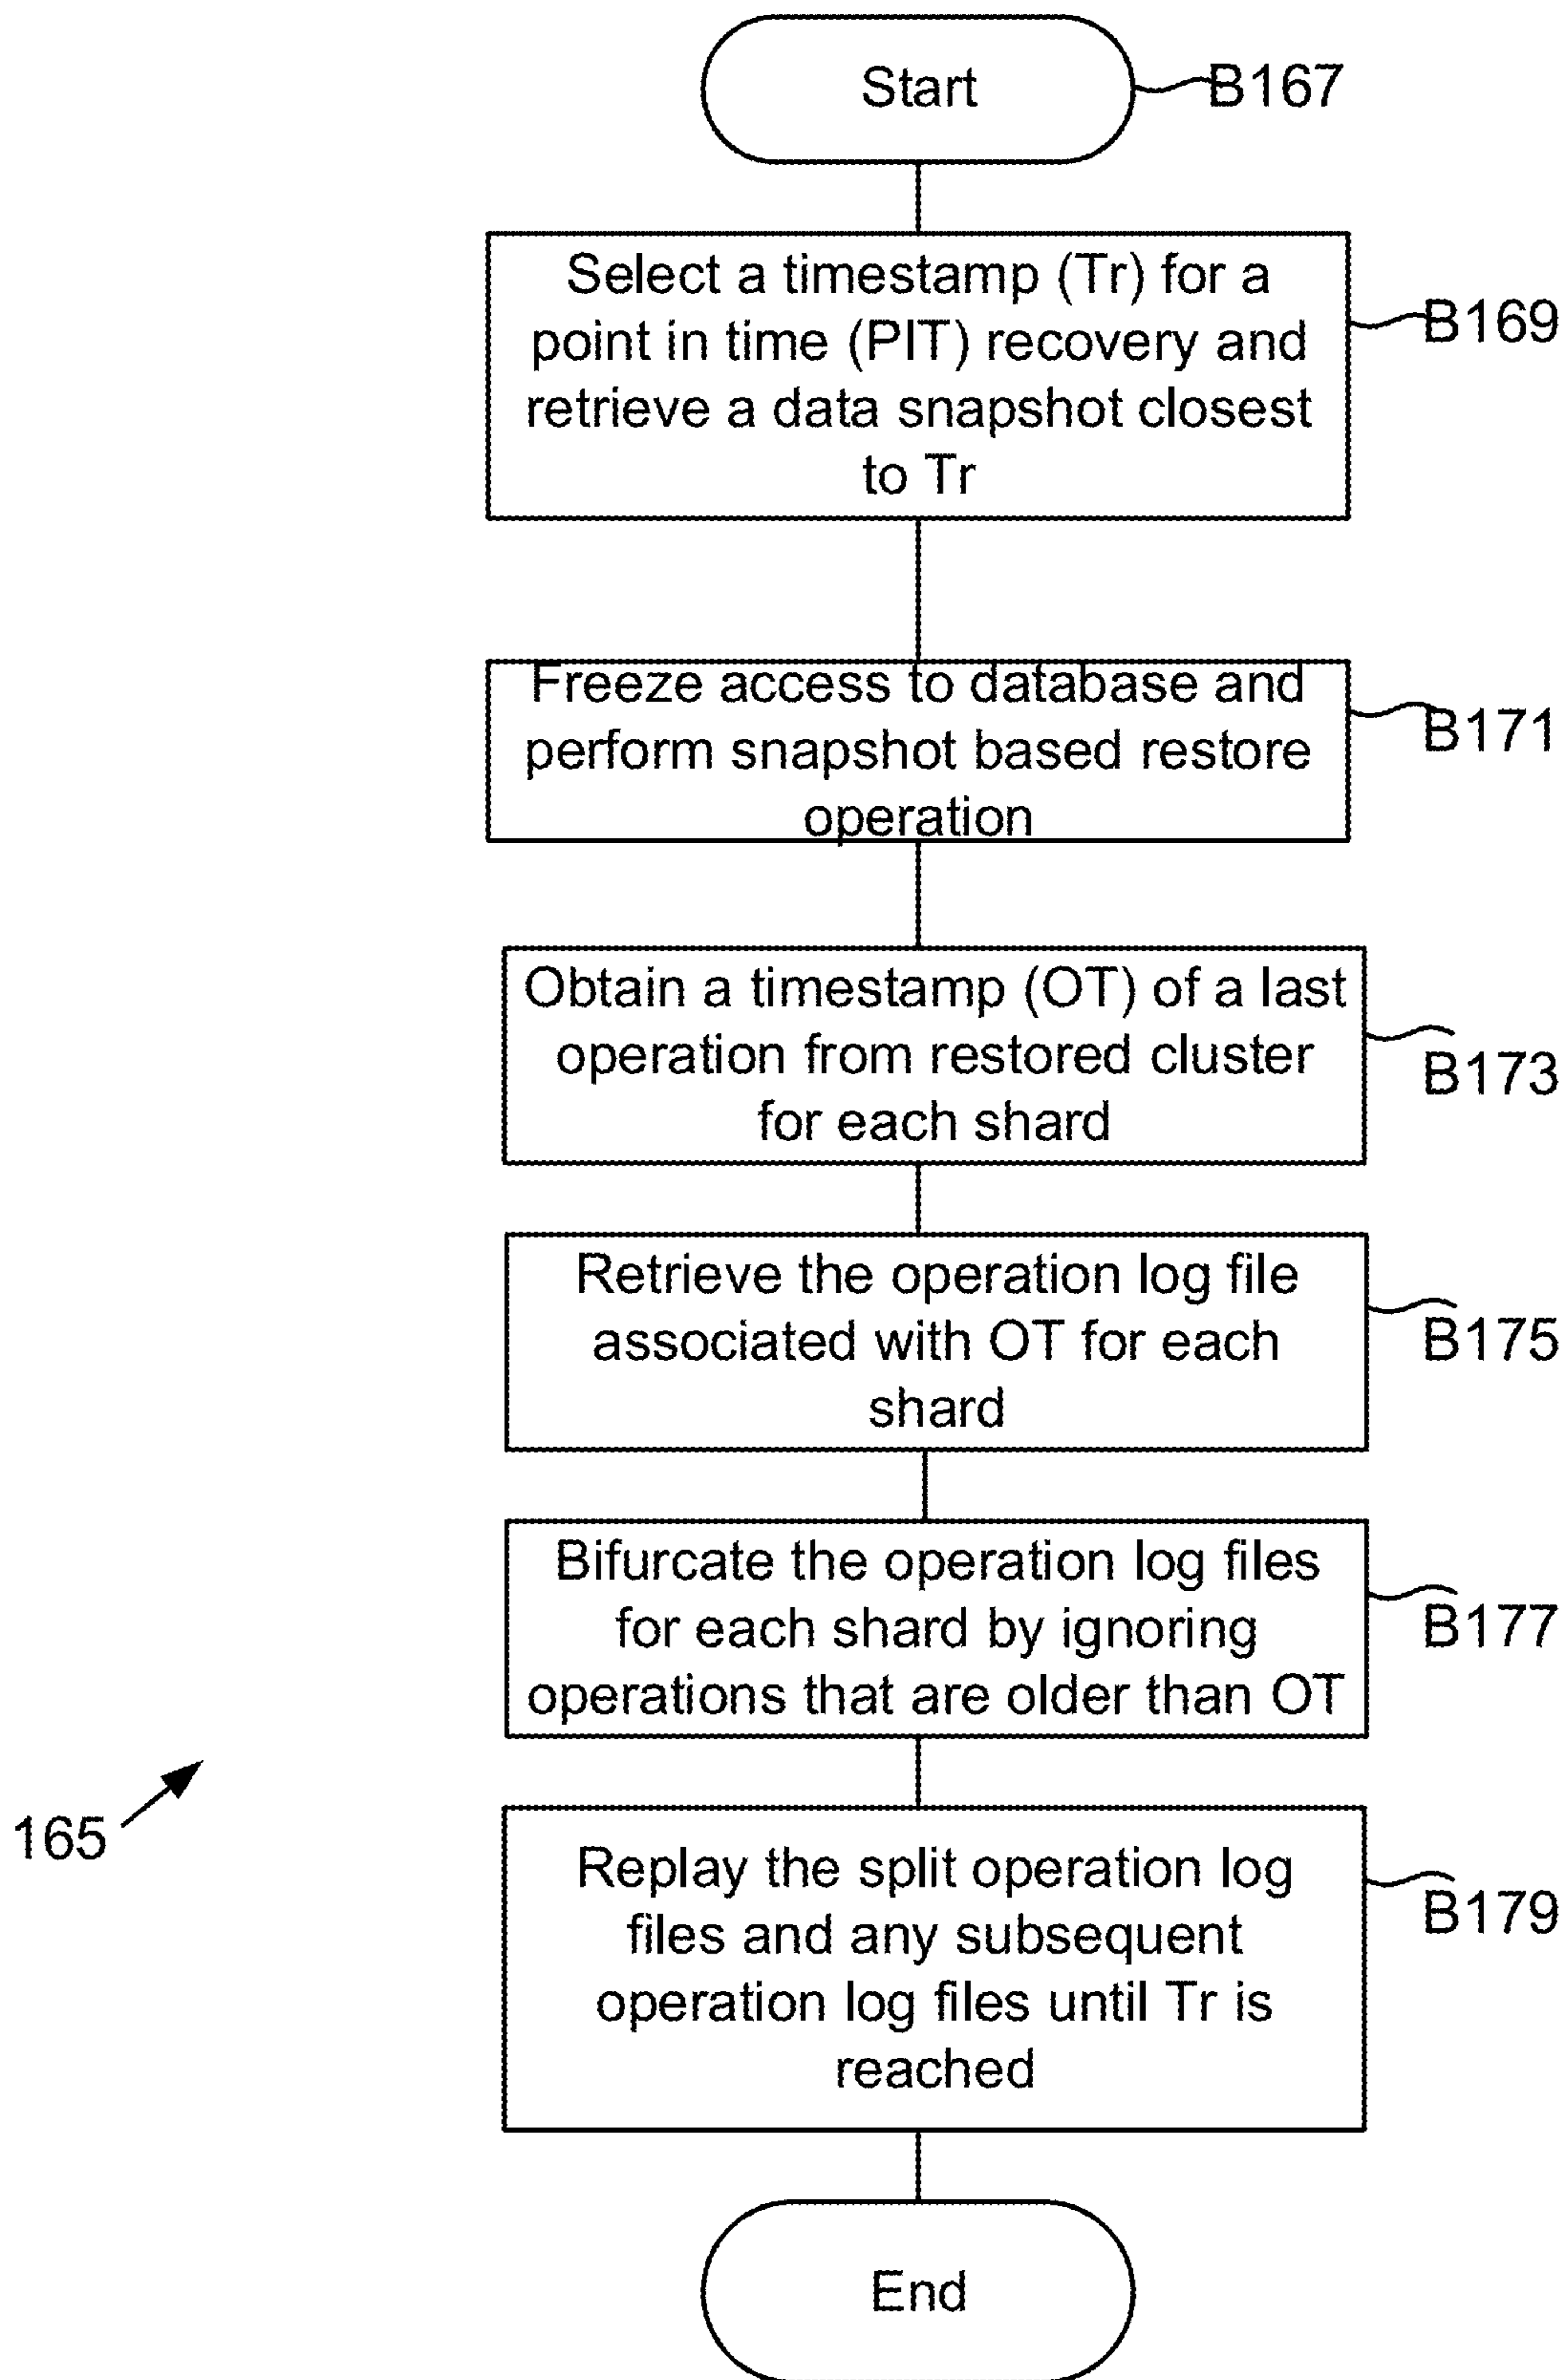 Start
B167
Select a timestamp (Tr) for a
point in time (PIT) recovery and
retrieve a data snapshot closest
to Tr
B169
Freeze access to database and
perform snapshot based restore
operation
B171
Obtain a timestamp (OT) of a last
operation from restored cluster
for each shard
B173
Retrieve the operation log file
associated with OT for each
shard
B175
Bifurcate the operation log files
for each shard by ignoring
operations that are older than OT
B177
165
Replay the split operation log
files and any subsequent
operation log files until Tr is
reached
B179
End